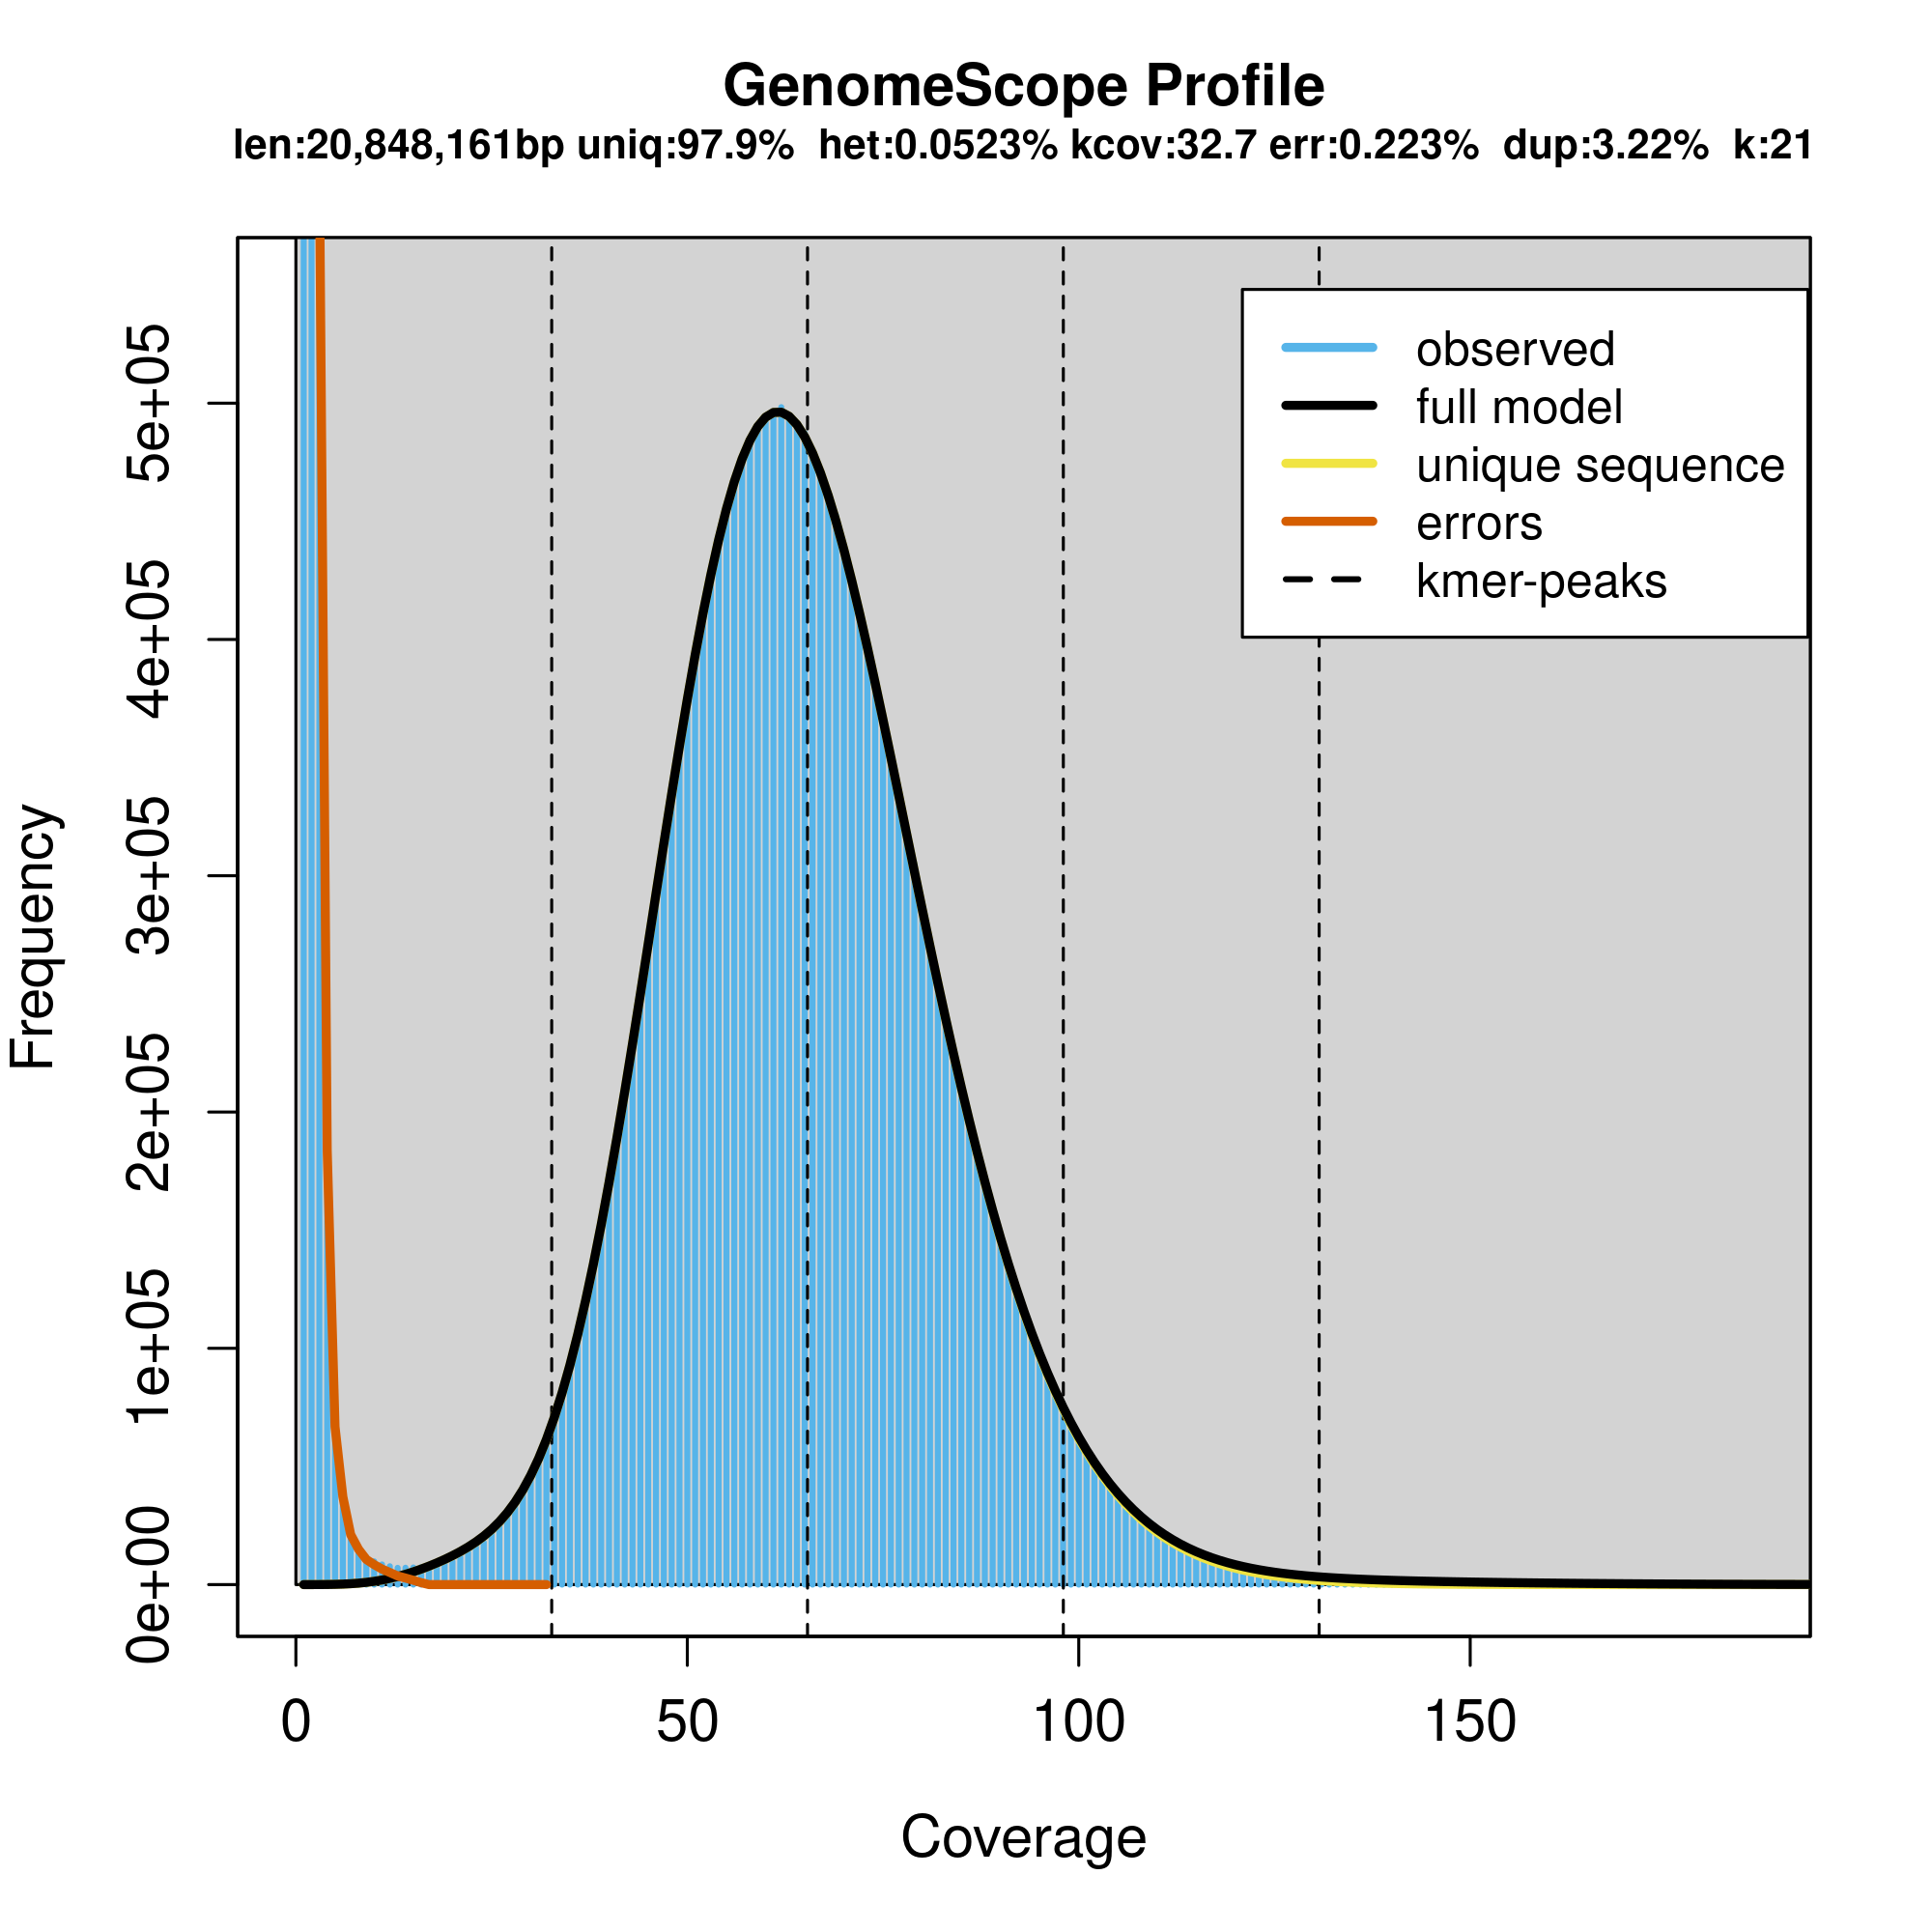 GenomeScope Profile
len:20,848,161bp uniq:97.9% het:0.0523% kcov:32.7 err:0.223% dup:3.22% k:21
observed
full model
unique sequence
errors
kmer-peaks
Frequency
5e+05
4e+05
3e+05
2e+05
1e+05
0e+00
0 50 100 150
Coverage